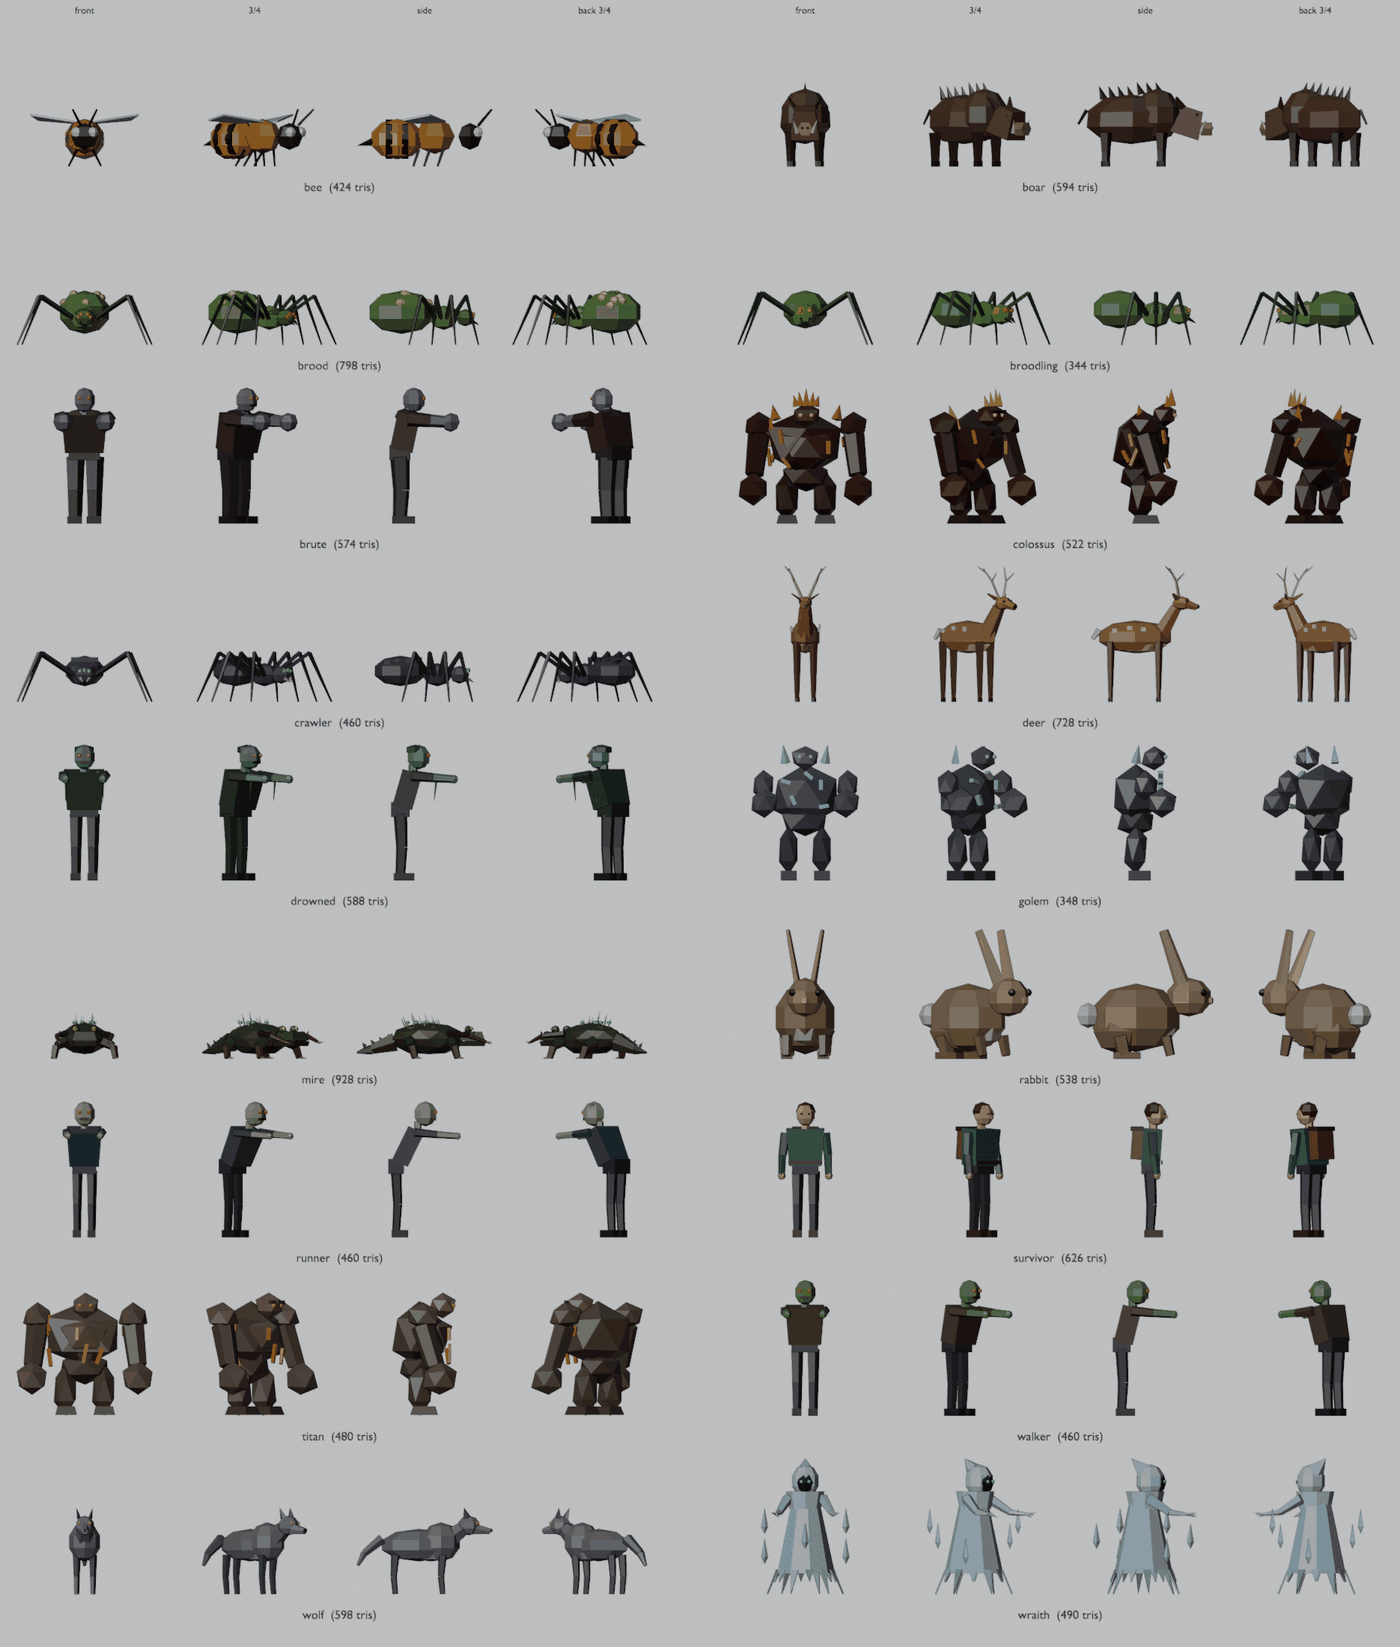 front 3/4 side back 3/4 front 3/4 side back 3/4
bee (424 tris) boar (594 tris)
brood (798 tris) broodling (344 tris)
brute (574 tris) colossus (522 tris)
crawler (460 tris) deer (728 tris)
drowned (588 tris) golem (348 tris)
mire (928 tris) rabbit (538 tris)
runner (460 tris) survivor (626 tris)
titan (480 tris) walker (460 tris)
wolf (598 tris) wraith (490 tris)